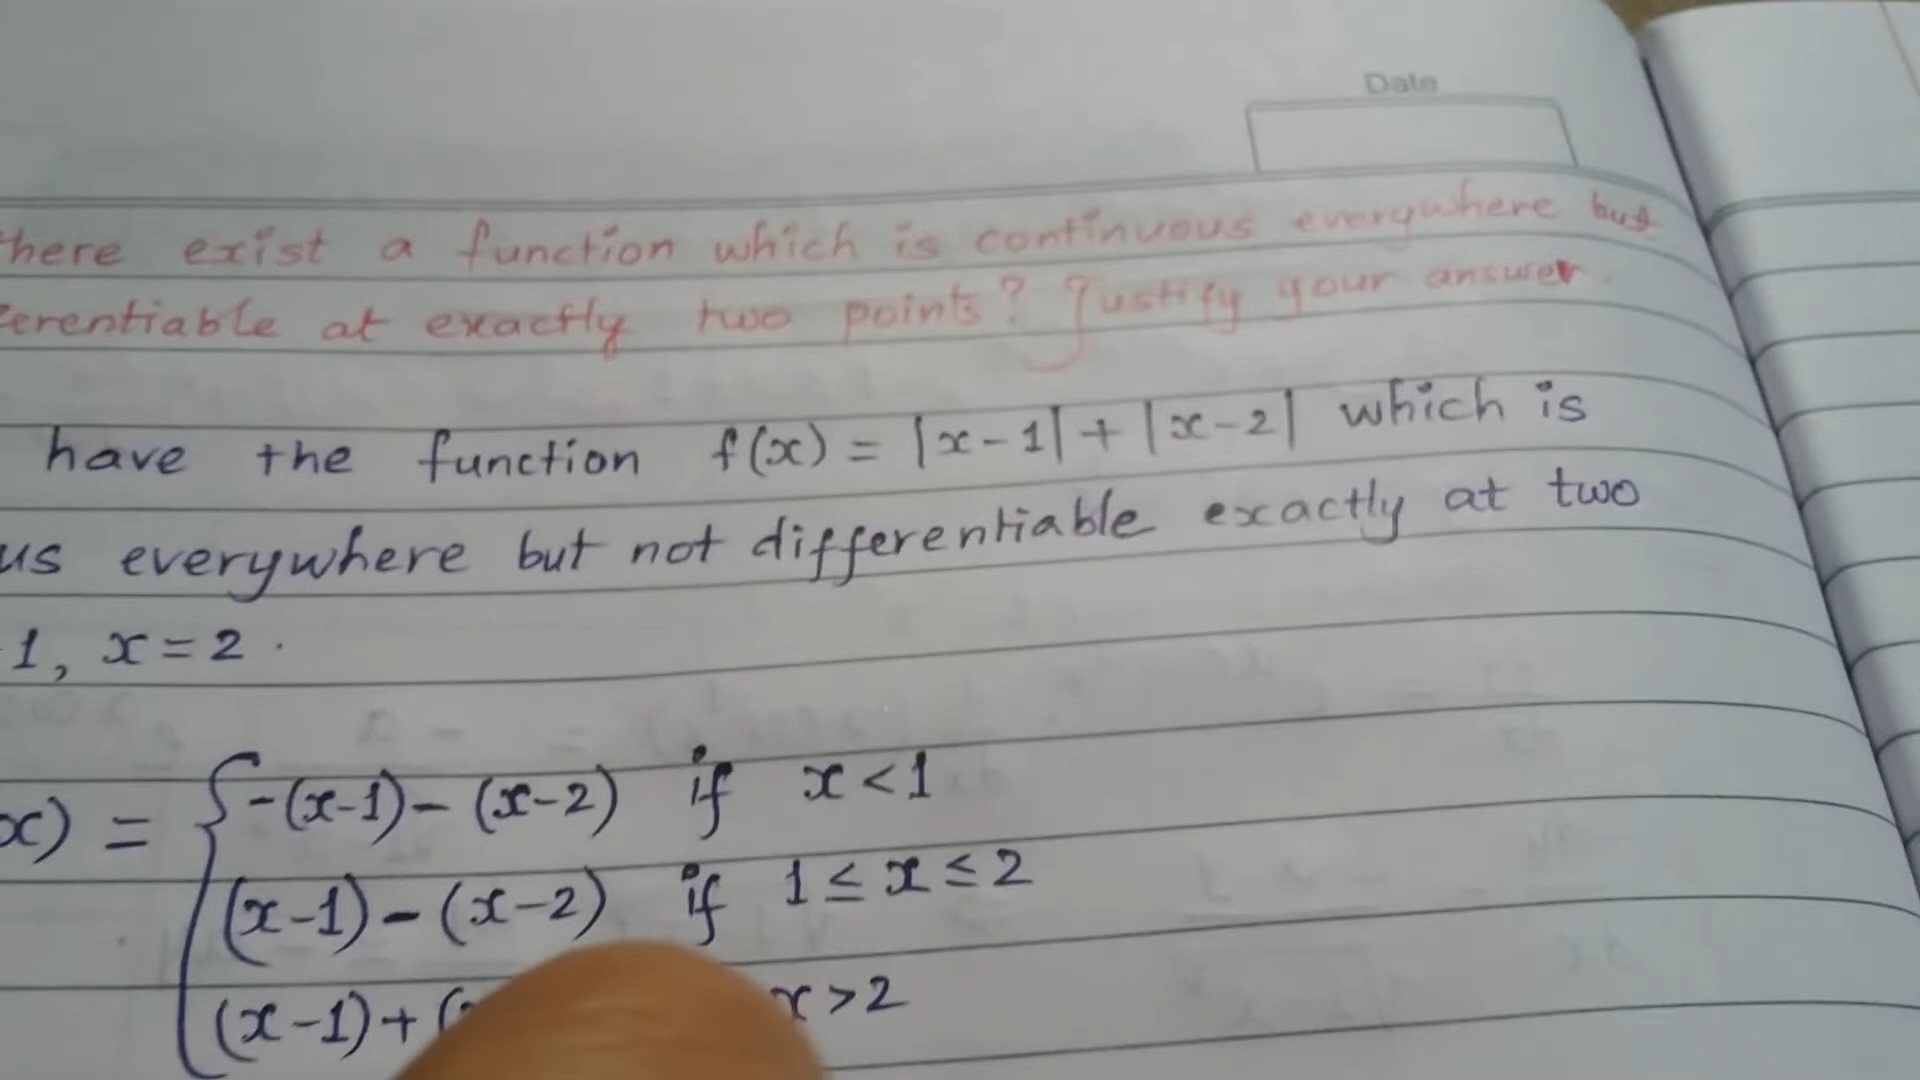 Date
here exist a function which is continuous everywhere but
erentiable at exactly two points? Justify your answer.
have the function f(x) = |x-1| + |x-2| which is
us everywhere but not differentiable exactly at two
1, x=2.
x) = { -(x-1) - (x-2) if x<1
(x-1) - (x-2) if 1 ≤ x ≤ 2
(x-1) + ( x>2